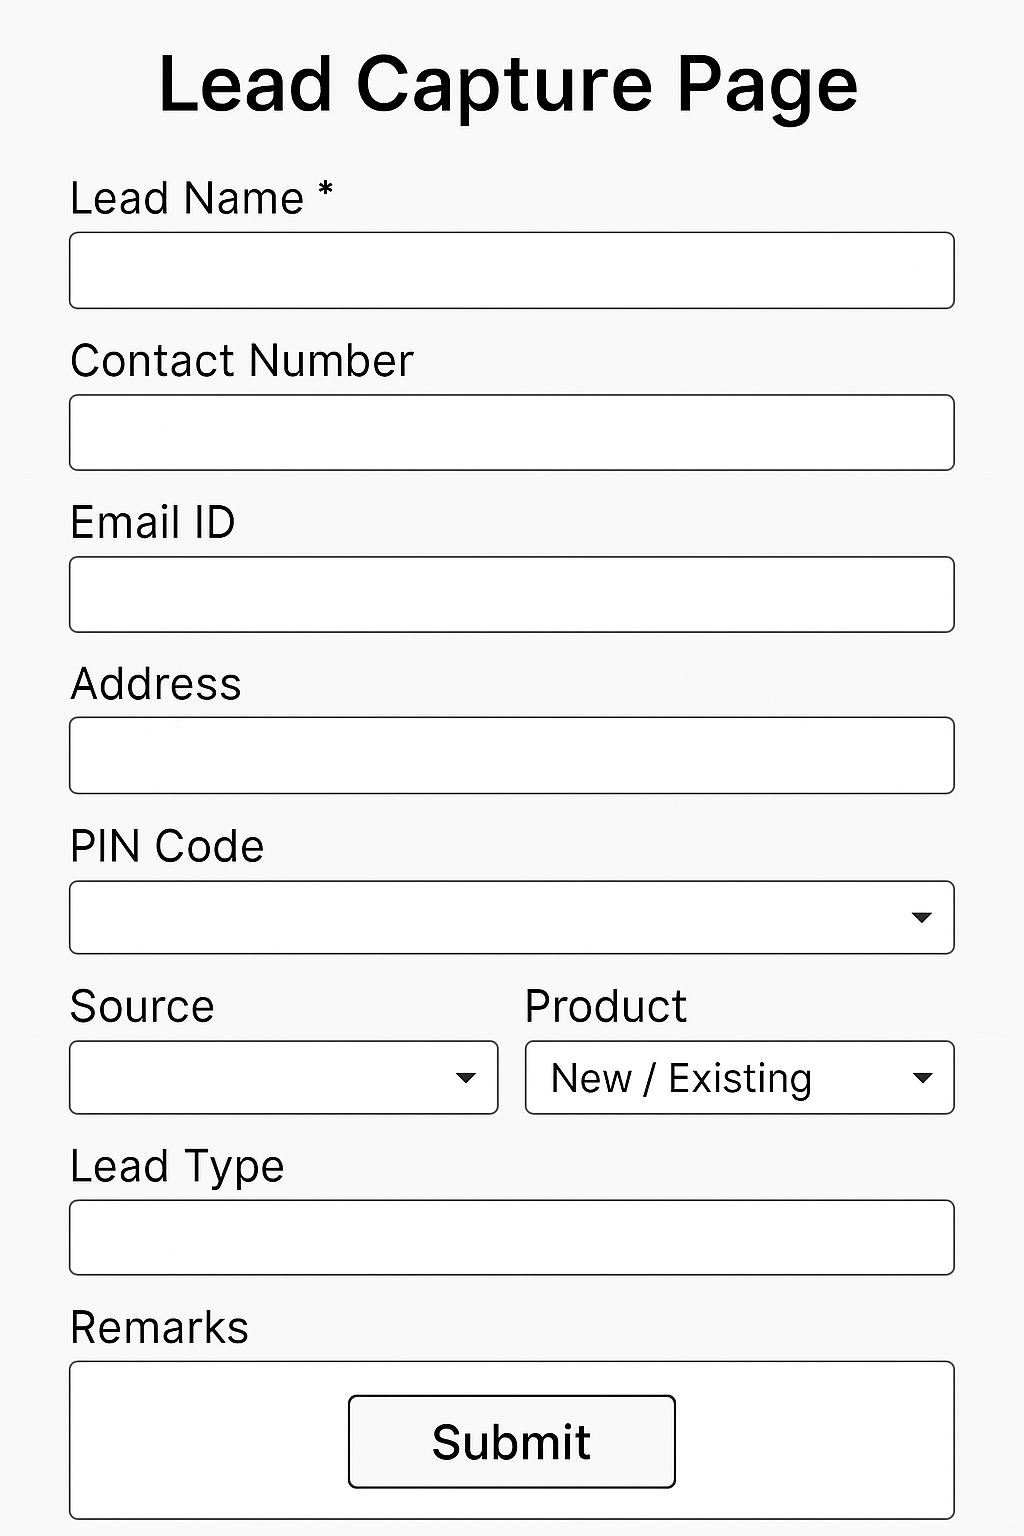 Lead Capture Page
Lead Name *
Contact Number
Email ID
Address
PIN Code
Source
Product
New / Existing
Lead Type
Remarks
Submit